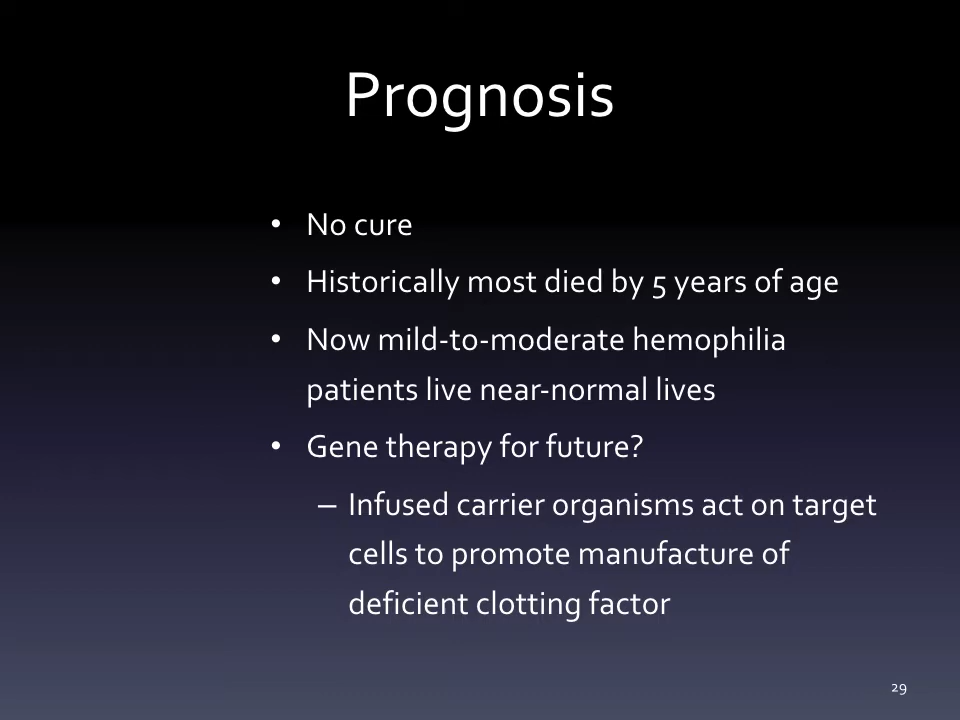 Prognosis
• No cure
• Historically most died by 5 years of age
• Now mild-to-moderate hemophilia
patients live near-normal lives
• Gene therapy for future?
– Infused carrier organisms act on target
cells to promote manufacture of
deficient clotting factor
29